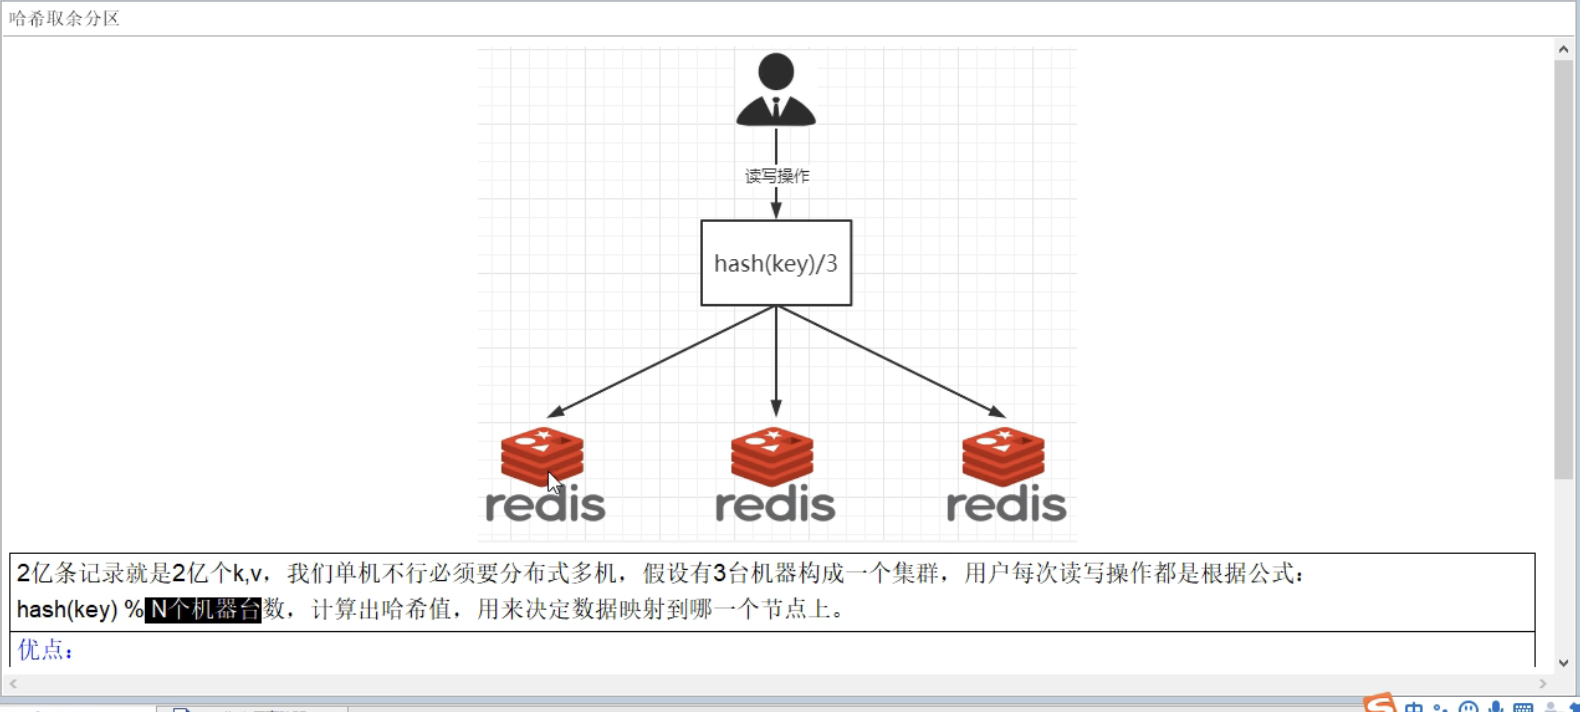 哈希取余分区
读写操作
hash(key)/3
redis
redis
redis
2亿条记录就是2亿个k,v，我们单机不行必须要分布式多机，假设有3台机器构成一个集群，用户每次读写操作都是根据公式：
hash(key) % N个机器台数，计算出哈希值，用来决定数据映射到哪一个节点上。
优点：
中